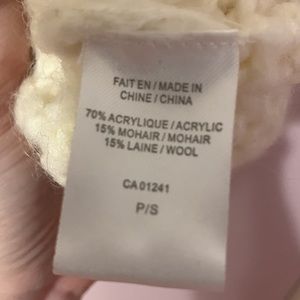 FAIT EN / MADE IN
CHINE / CHINA
70% ACRYLIQUE / ACRYLIC
15% MOHAIR / MOHAIR
15% LAINE / WOOL
CA 01241
P/S